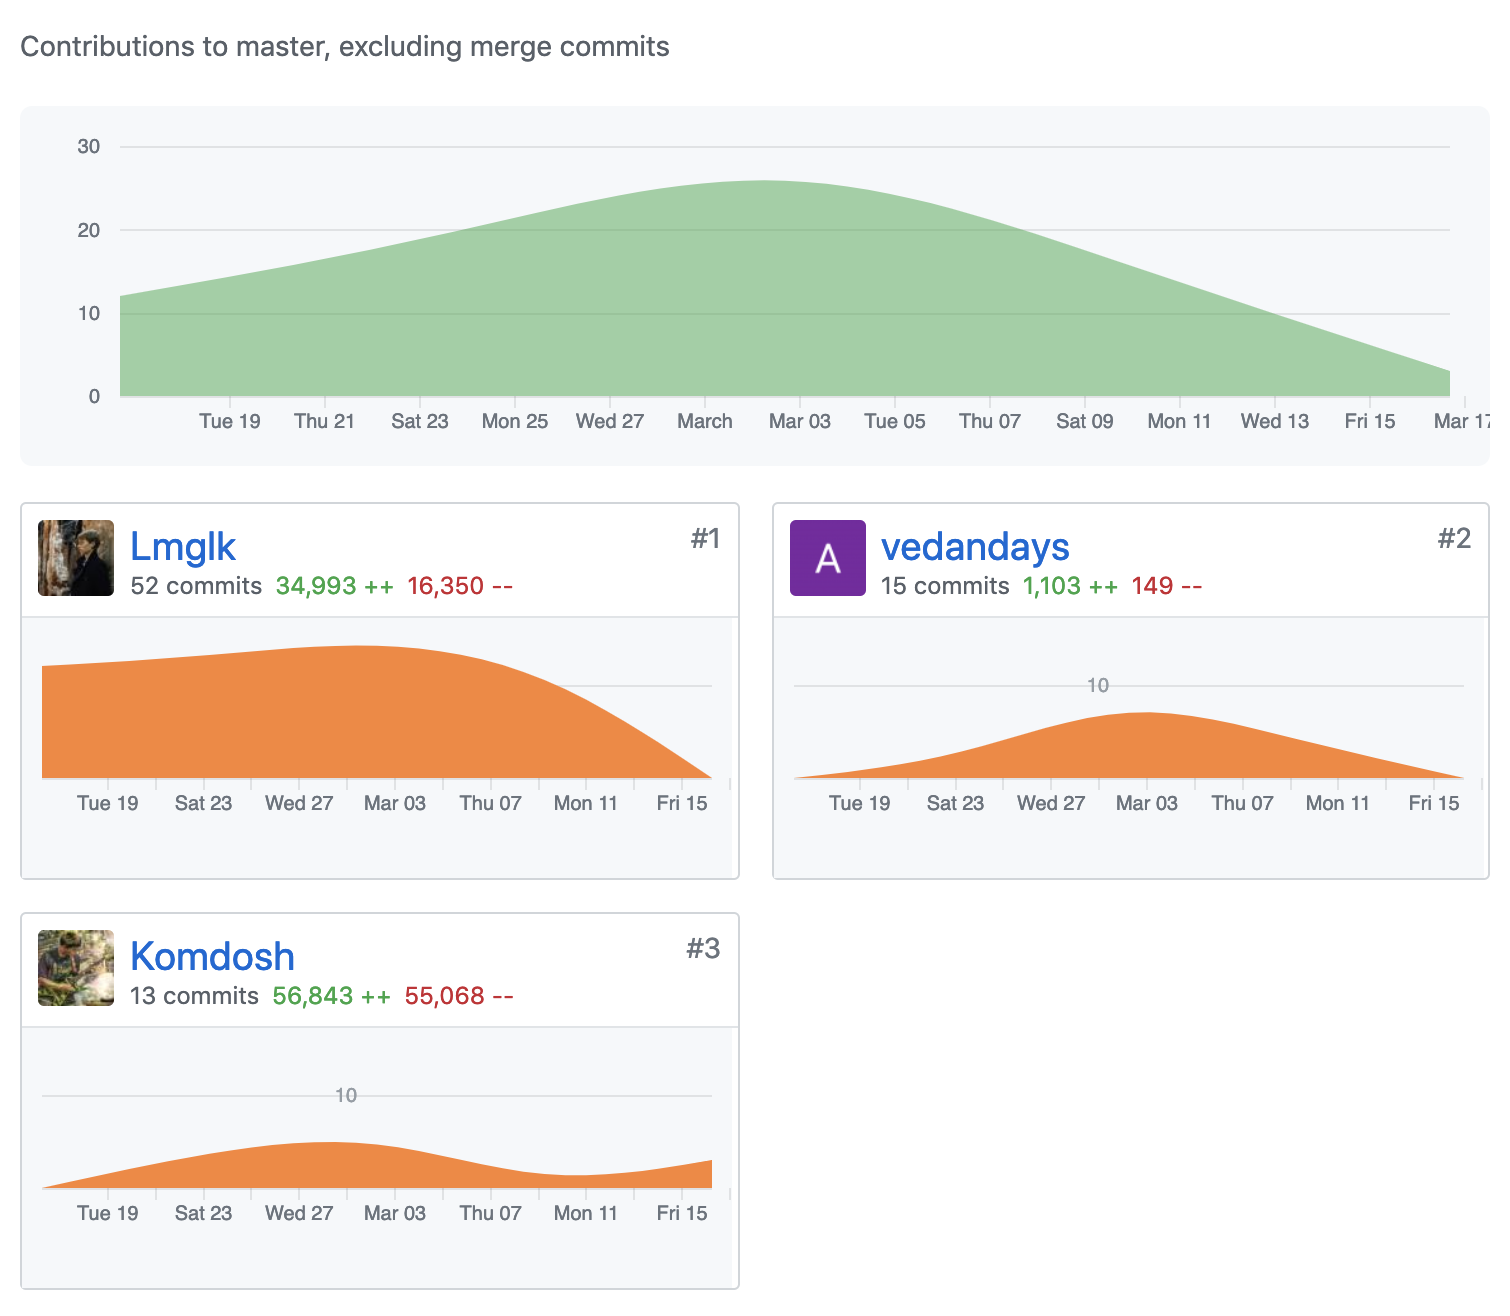 Contributions to master, excluding merge commits
30
20
10
0
Tue 19 Thu 21 Sat 23 Mon 25 Wed 27 March Mar 03 Tue 05 Thu 07 Sat 09 Mon 11 Wed 13 Fri 15 Mar 17
Lmglk #1
52 commits 34,993 ++ 16,350 --
Tue 19 Sat 23 Wed 27 Mar 03 Thu 07 Mon 11 Fri 15
A
vedandays #2
15 commits 1,103 ++ 149 --
10
Tue 19 Sat 23 Wed 27 Mar 03 Thu 07 Mon 11 Fri 15
Komdosh #3
13 commits 56,843 ++ 55,068 --
10
Tue 19 Sat 23 Wed 27 Mar 03 Thu 07 Mon 11 Fri 15